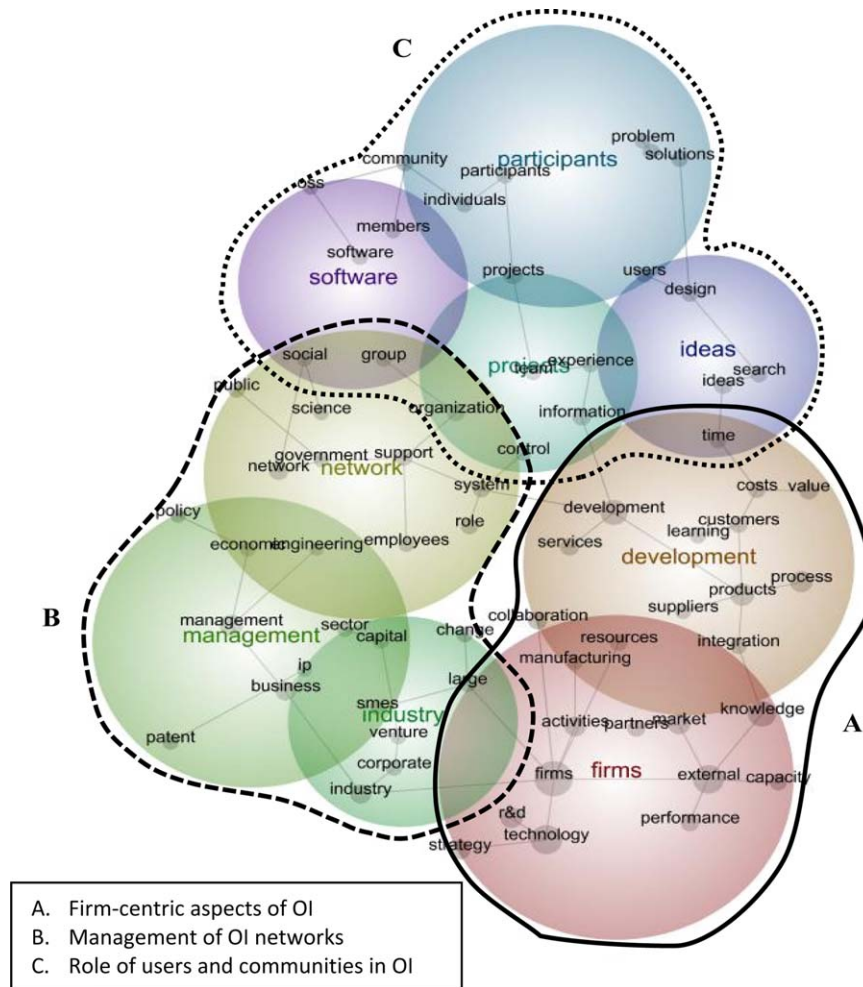 C
problem
participants
solutions
community
participants
oss
individuals
members
software
software
projects
users
design
ideas
social
group
projects
experience
team
search
ideas
public
science
organization
information
time
government
support
control
network
network
system
costs
value
policy
role
development
customers
learning
economic
engineering
employees
services
development
process
products
B
management
management
sector
capital
change
collaboration
suppliers
resources
integration
manufacturing
ip
business
large
smes
industry
knowledge
A
patent
venture
activities
partners
market
corporate
firms
firms
external
capacity
industry
r&d
performance
strategy
technology
A. Firm-centric aspects of OI
B. Management of OI networks
C. Role of users and communities in OI